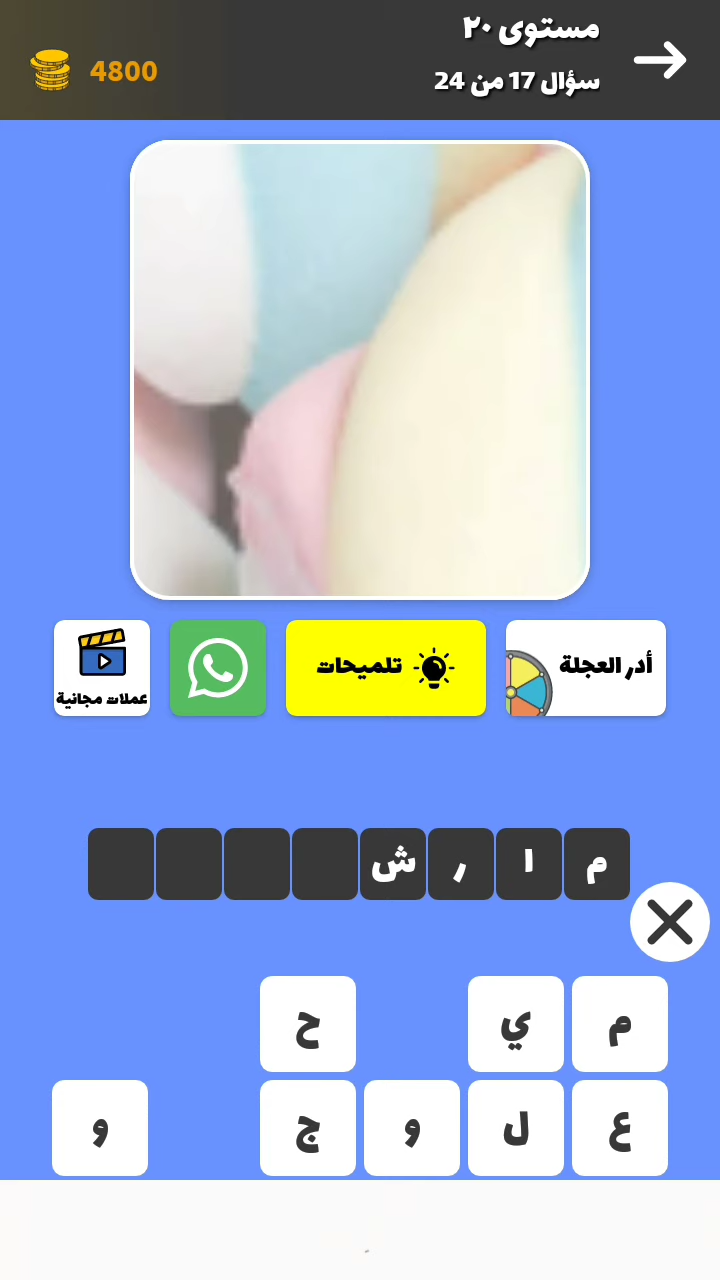 مستوى ٢٠
سؤال 17 من 24
4800
أدر العجلة
تلميحات
عملات مجانية
م ا ر ش
م ي ح
ع ل و ج و